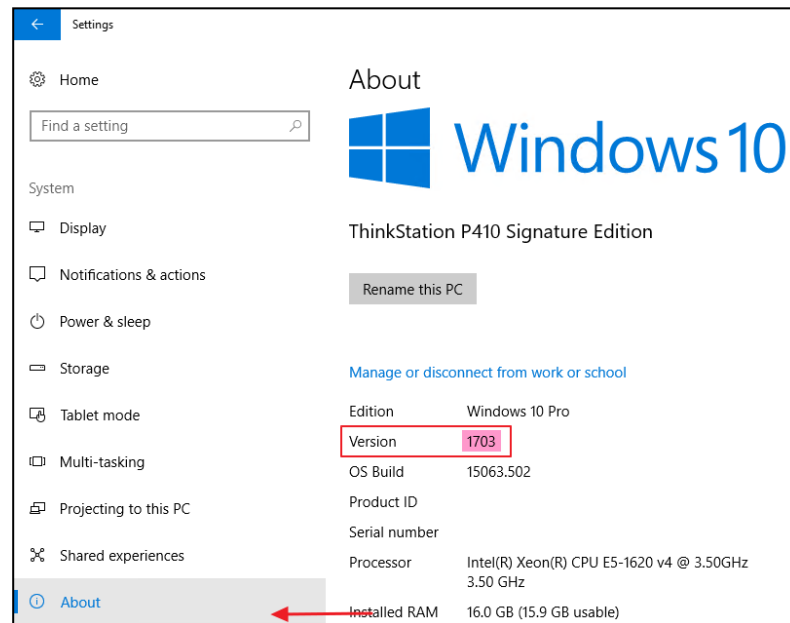 Settings
Home
Find a setting
System
Display
Notifications & actions
Power & sleep
Storage
Tablet mode
Multi-tasking
Projecting to this PC
Shared experiences
About
About
Windows 10
ThinkStation P410 Signature Edition
Rename this PC
Manage or disconnect from work or school
Edition Windows 10 Pro
Version 1703
OS Build 15063.502
Product ID
Serial number
Processor Intel(R) Xeon(R) CPU E5-1620 v4 @ 3.50GHz
3.50 GHz
Installed RAM 16.0 GB (15.9 GB usable)